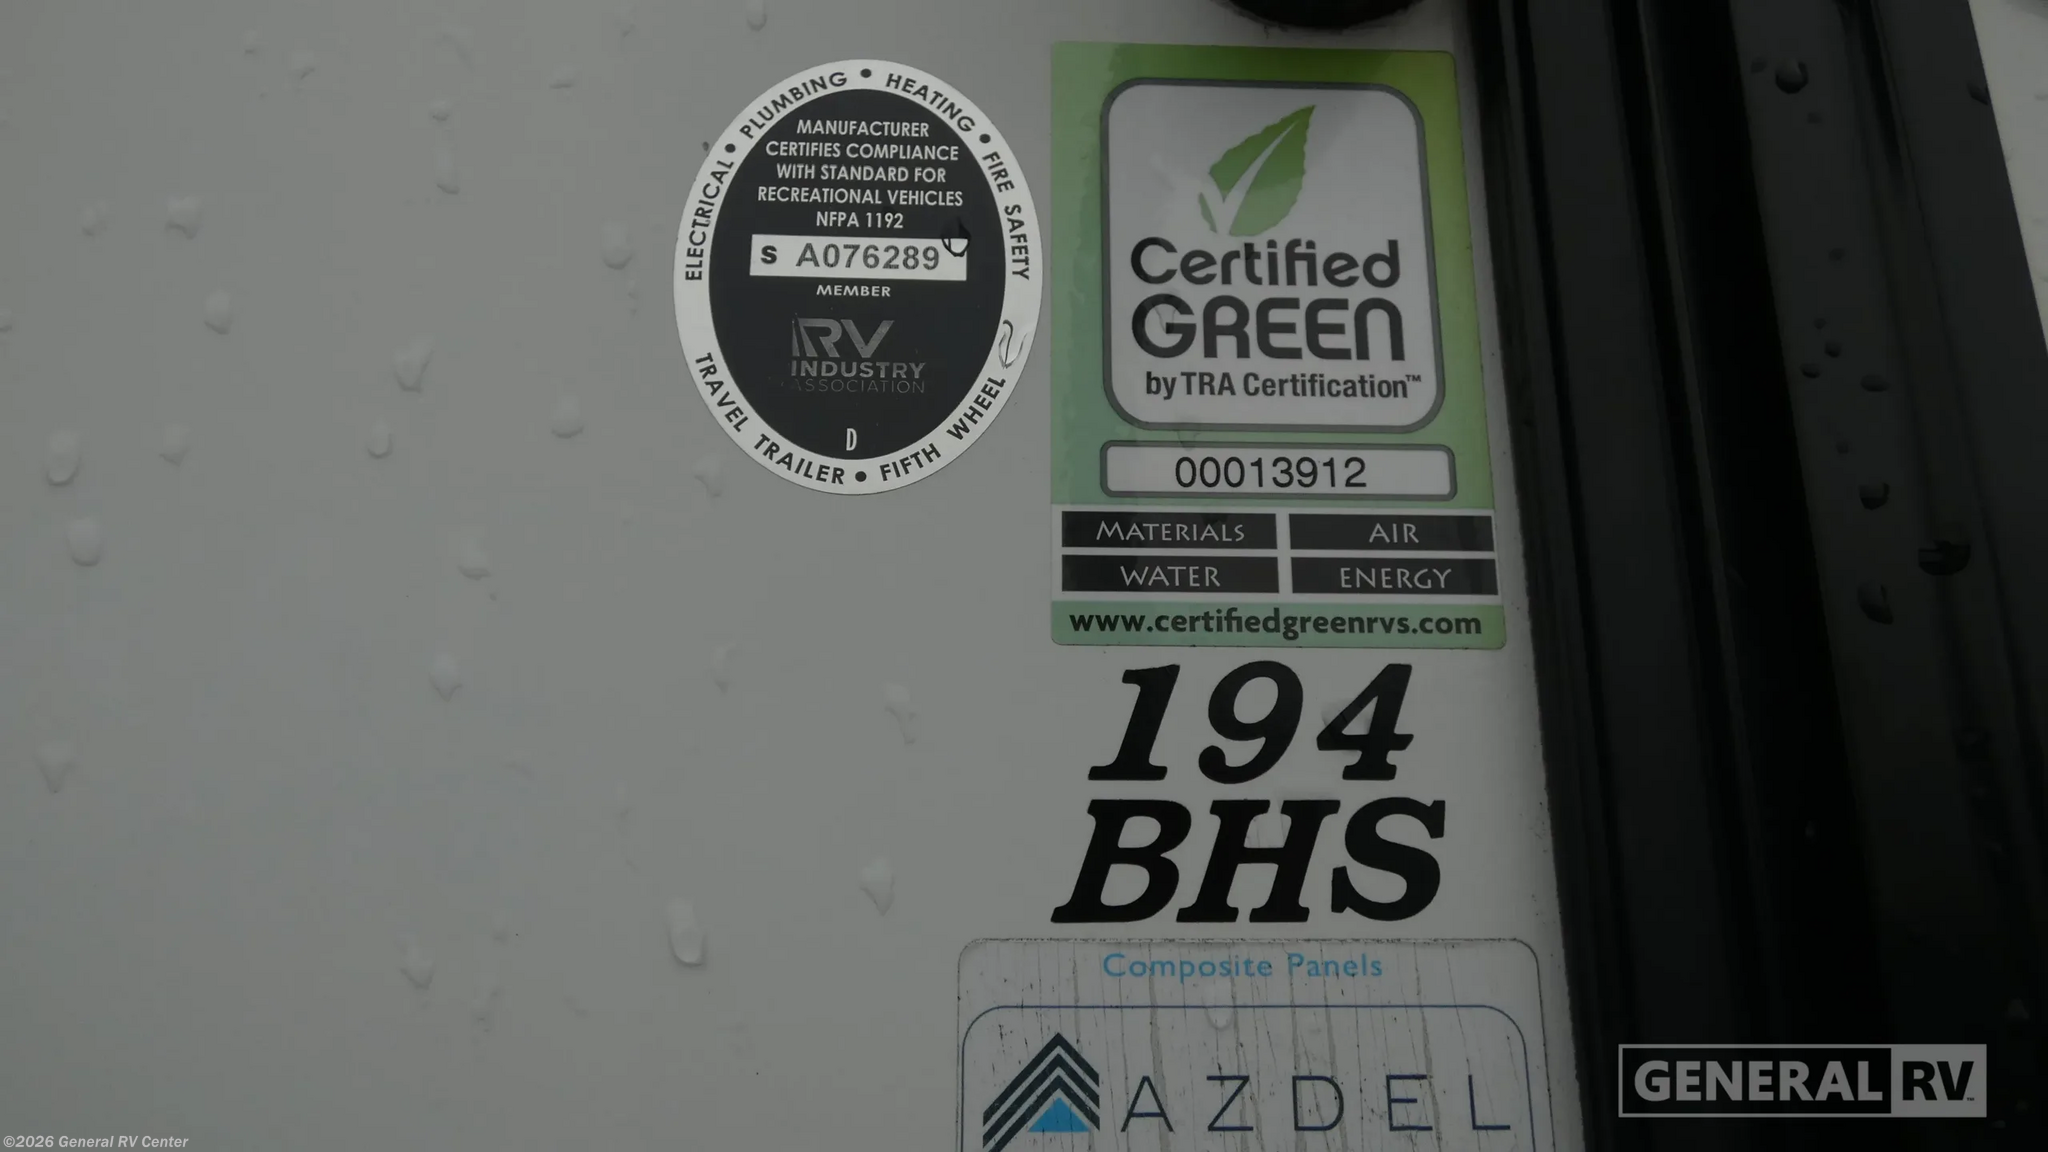 ELECTRICAL • PLUMBING • HEATING • FIRE SAFETY
MANUFACTURER
CERTIFIES COMPLIANCE
WITH STANDARD FOR
RECREATIONAL VEHICLES
NFPA 1192
S A076289
MEMBER
RV
INDUSTRY
ASSOCIATION
D
TRAVEL TRAILER • FIFTH WHEEL
Certified
GREEN
by TRA Certification™
00013912
MATERIALS AIR
WATER ENERGY
www.certifiedgreenrvs.com
194
BHS
Composite Panels
AZDEL
GENERAL RV
©2026 General RV Center